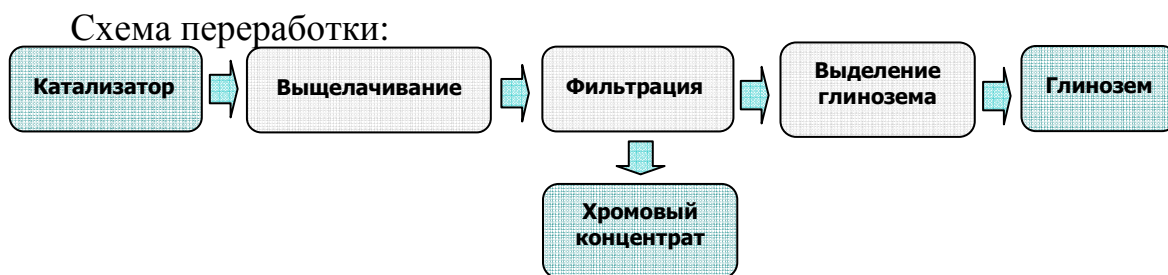 Схема переработки:
Катализатор
Выщелачивание
Фильтрация
Выделение
глинозема
Глинозем
Хромовый
концентрат